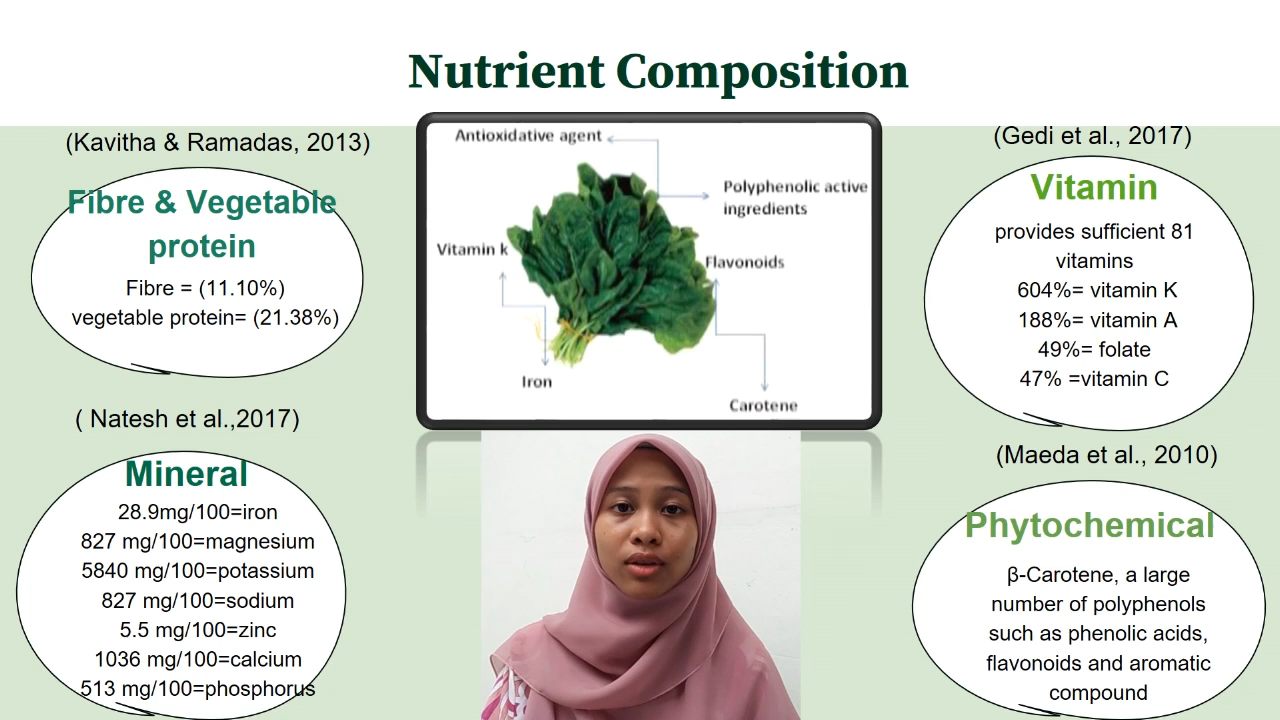 Nutrient Composition
(Kavitha & Ramadas, 2013)
Fibre & Vegetable
protein
Fibre = (11.10%)
vegetable protein= (21.38%)
( Natesh et al.,2017)
Mineral
28.9mg/100=iron
827 mg/100=magnesium
5840 mg/100=potassium
827 mg/100=sodium
5.5 mg/100=zinc
1036 mg/100=calcium
513 mg/100=phosphorus
Antioxidative agent
Polyphenolic active
ingredients
Vitamin k
Flavonoids
Iron
Carotene
(Gedi et al., 2017)
Vitamin
provides sufficient 81
vitamins
604%= vitamin K
188%= vitamin A
49%= folate
47% =vitamin C
(Maeda et al., 2010)
Phytochemical
β-Carotene, a large
number of polyphenols
such as phenolic acids,
flavonoids and aromatic
compound